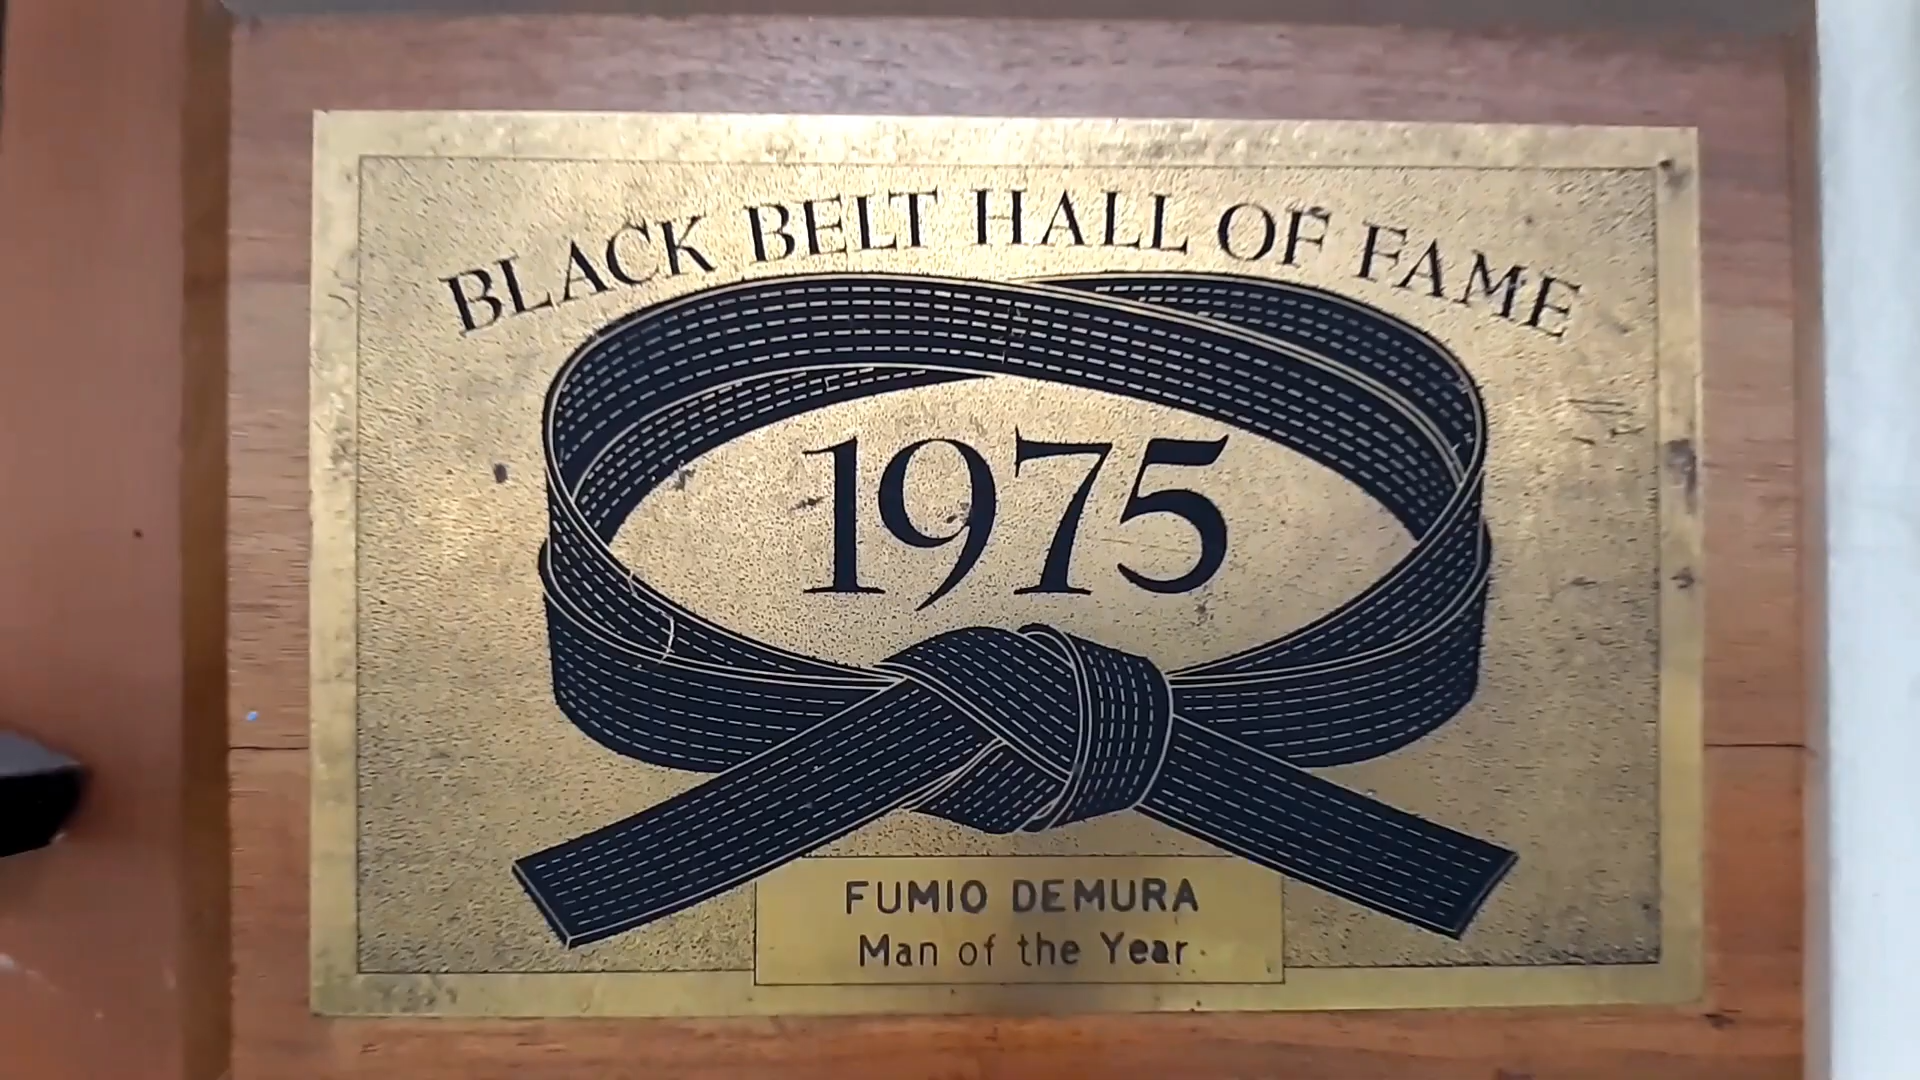 BLACK BELT HALL OF FAME
1975
FUMIO DEMURA
Man of the Year